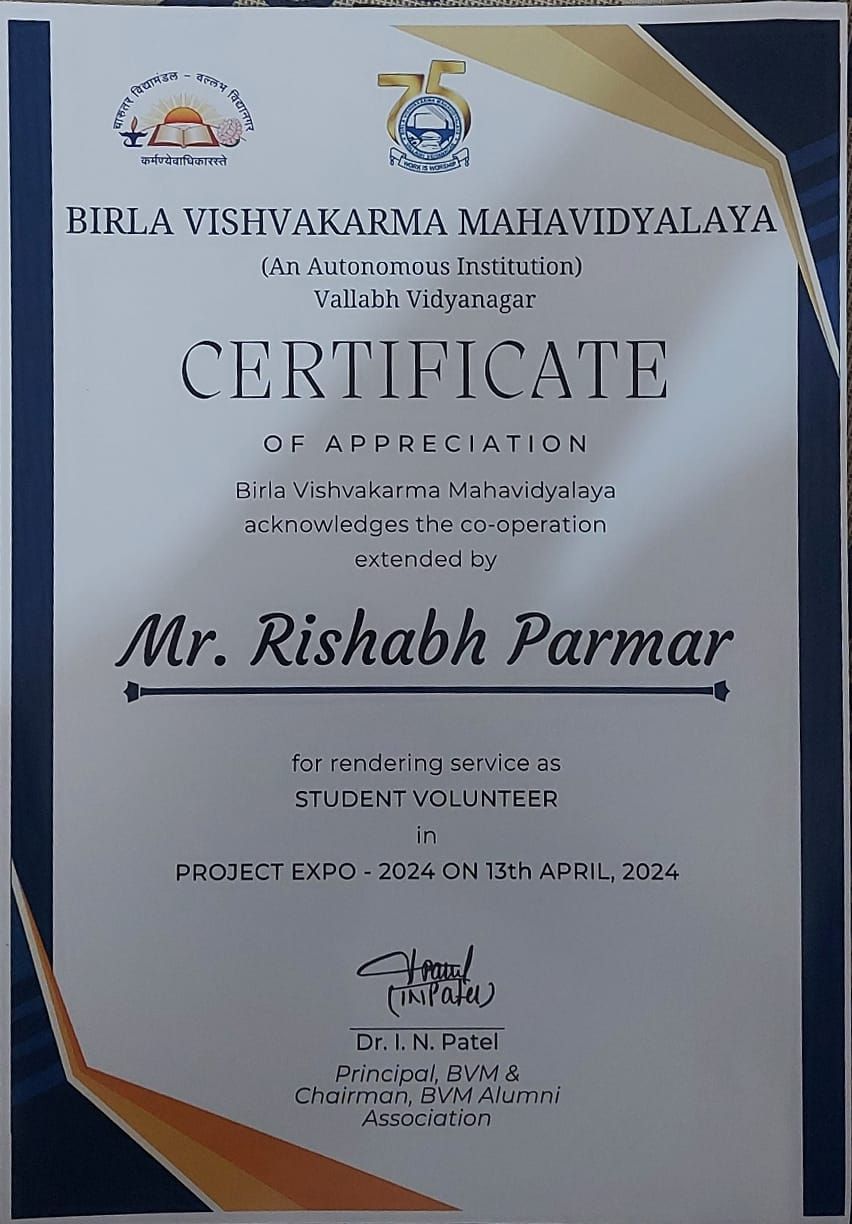 चारुतर विद्यामंडल - वल्लभ विद्यानगर
कर्मण्येवाधिकारस्ते
75
WORK IS WORSHIP
BIRLA VISHVAKARMA MAHAVIDYALAYA
(An Autonomous Institution)
Vallabh Vidyanagar
CERTIFICATE
OF APPRECIATION
Birla Vishvakarma Mahavidyalaya
acknowledges the co-operation
extended by
Mr. Rishabh Parmar
for rendering service as
STUDENT VOLUNTEER
in
PROJECT EXPO - 2024 ON 13th APRIL, 2024
(INPatel)
Dr. I. N. Patel
Principal, BVM &
Chairman, BVM Alumni
Association